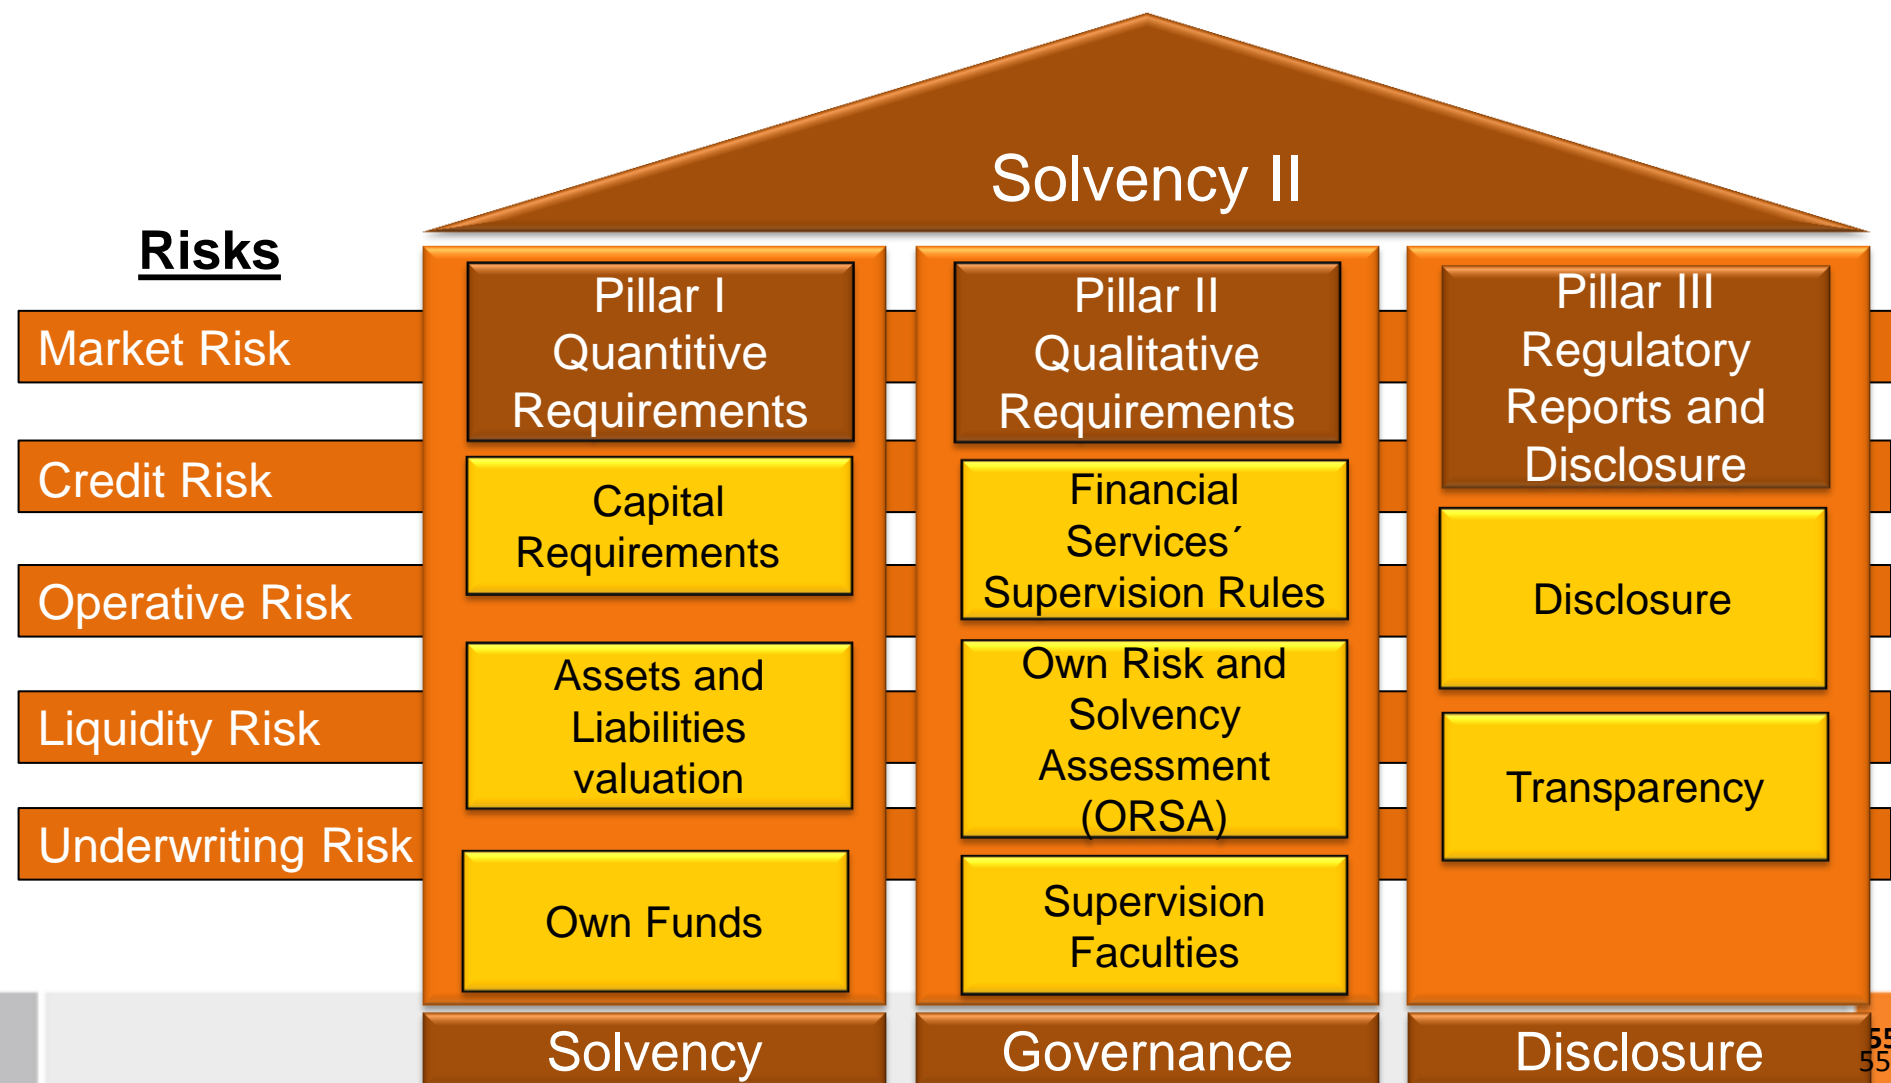 Solvency II
Risks
Market Risk
Credit Risk
Operative Risk
Liquidity Risk
Underwriting Risk
Pillar I
Quantitive
Requirements
Capital
Requirements
Assets and
Liabilities
valuation
Own Funds
Solvency
Pillar II
Qualitative
Requirements
Financial
Services´
Supervision Rules
Own Risk and
Solvency
Assessment
(ORSA)
Supervision
Faculties
Governance
Pillar III
Regulatory
Reports and
Disclosure
Disclosure
Transparency
Disclosure
55
55